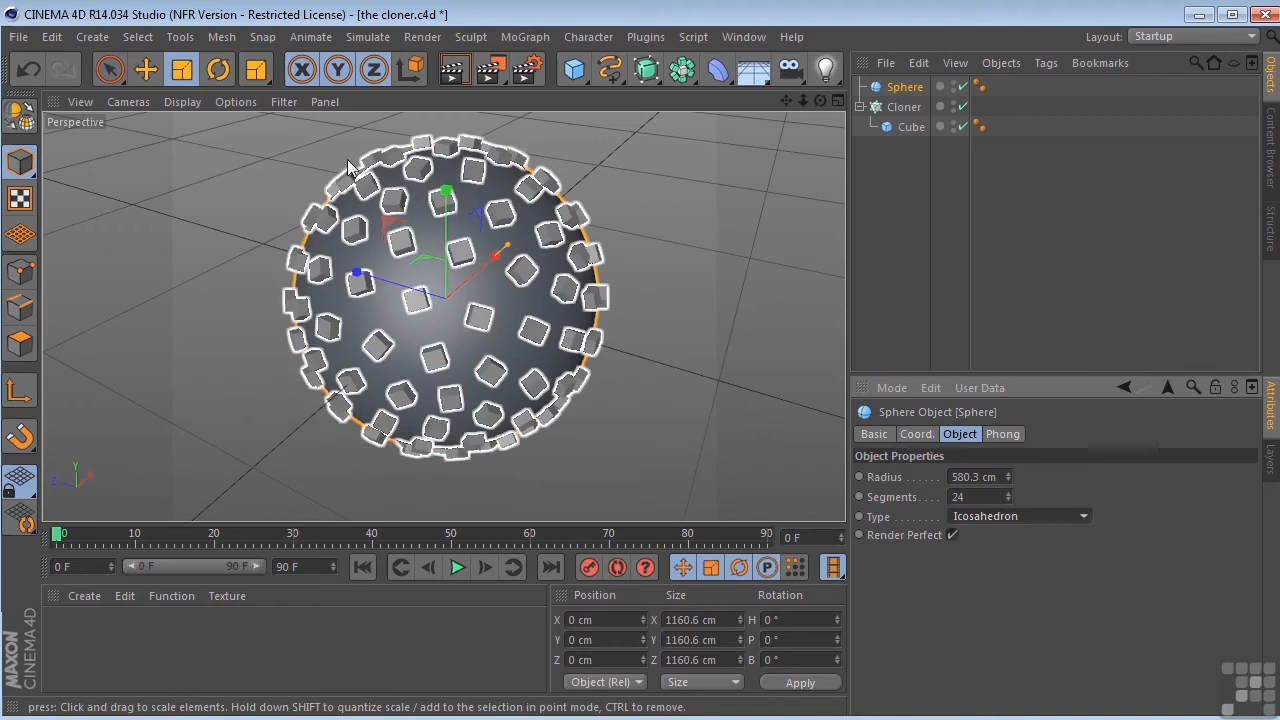 CINEMA 4D R14.034 Studio (NFR Version - Restricted License) - [the cloner.c4d *]
File Edit Create Select Tools Mesh Snap Animate Simulate Render Sculpt MoGraph Character Plugins Script Window Help Layout: Startup
X Y Z
View Cameras Display Options Filter Panel
Perspective
Y
X
Z
0 10 20 30 40 50 60 70 80 90 0 F
0 F 0 F 90 F 90 F
P
Create Edit Function Texture
Position Size Rotation
X 0 cm X 1160.6 cm H 0 °
Y 0 cm Y 1160.6 cm P 0 °
Z 0 cm Z 1160.6 cm B 0 °
Object (Rel) Size Apply
MAXON
CINEMA 4D
press: Click and drag to scale elements. Hold down SHIFT to quantize scale / add to the selection in point mode, CTRL to remove.
File Edit View Objects Tags Bookmarks
Sphere
Cloner
Cube
Objects
Content Browser
Structure
Mode Edit User Data
Sphere Object [Sphere]
Basic Coord. Object Phong
Object Properties
Radius . . . . . . 580.3 cm
Segments. . . . 24
Type . . . . . . . . Icosahedron
Render Perfect
Attributes
Layers